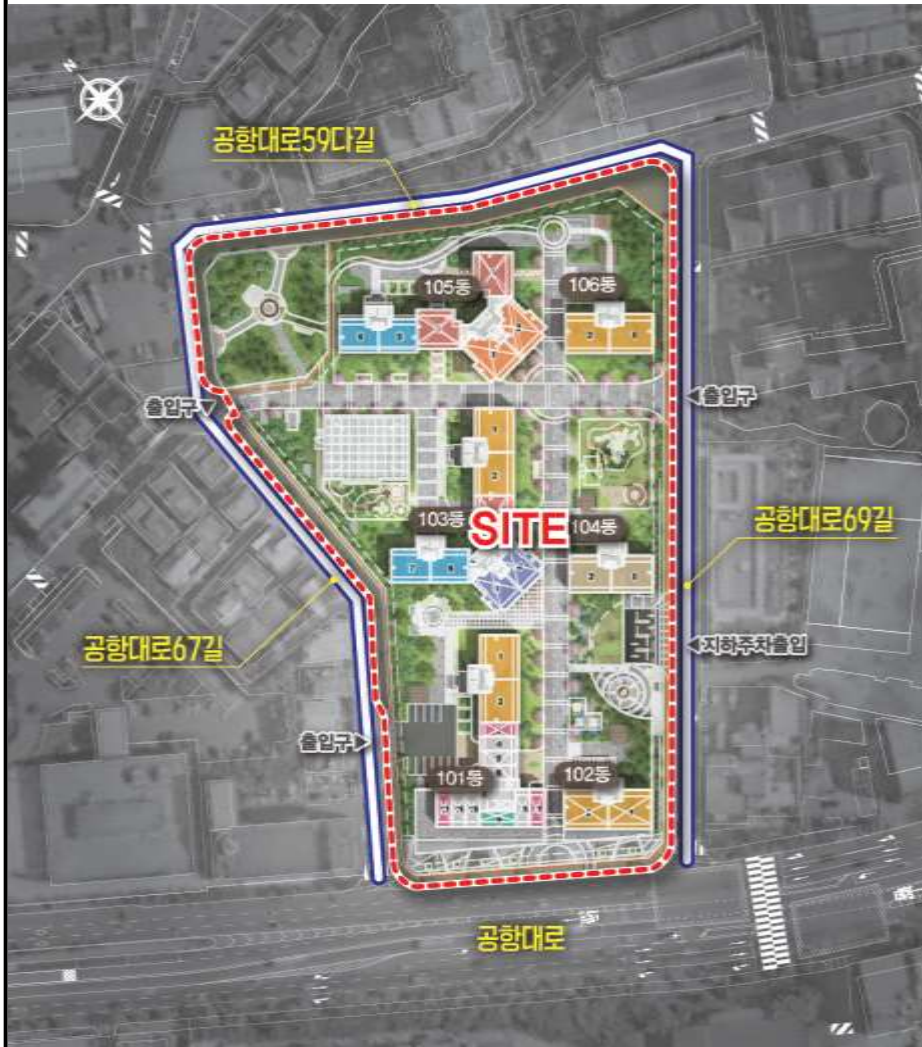 N
공항대로59다길
105동
106동
출입구
출입구
103동
SITE
104동
공항대로69길
공항대로67길
지하주차출입
출입구
101동
102동
공항대로